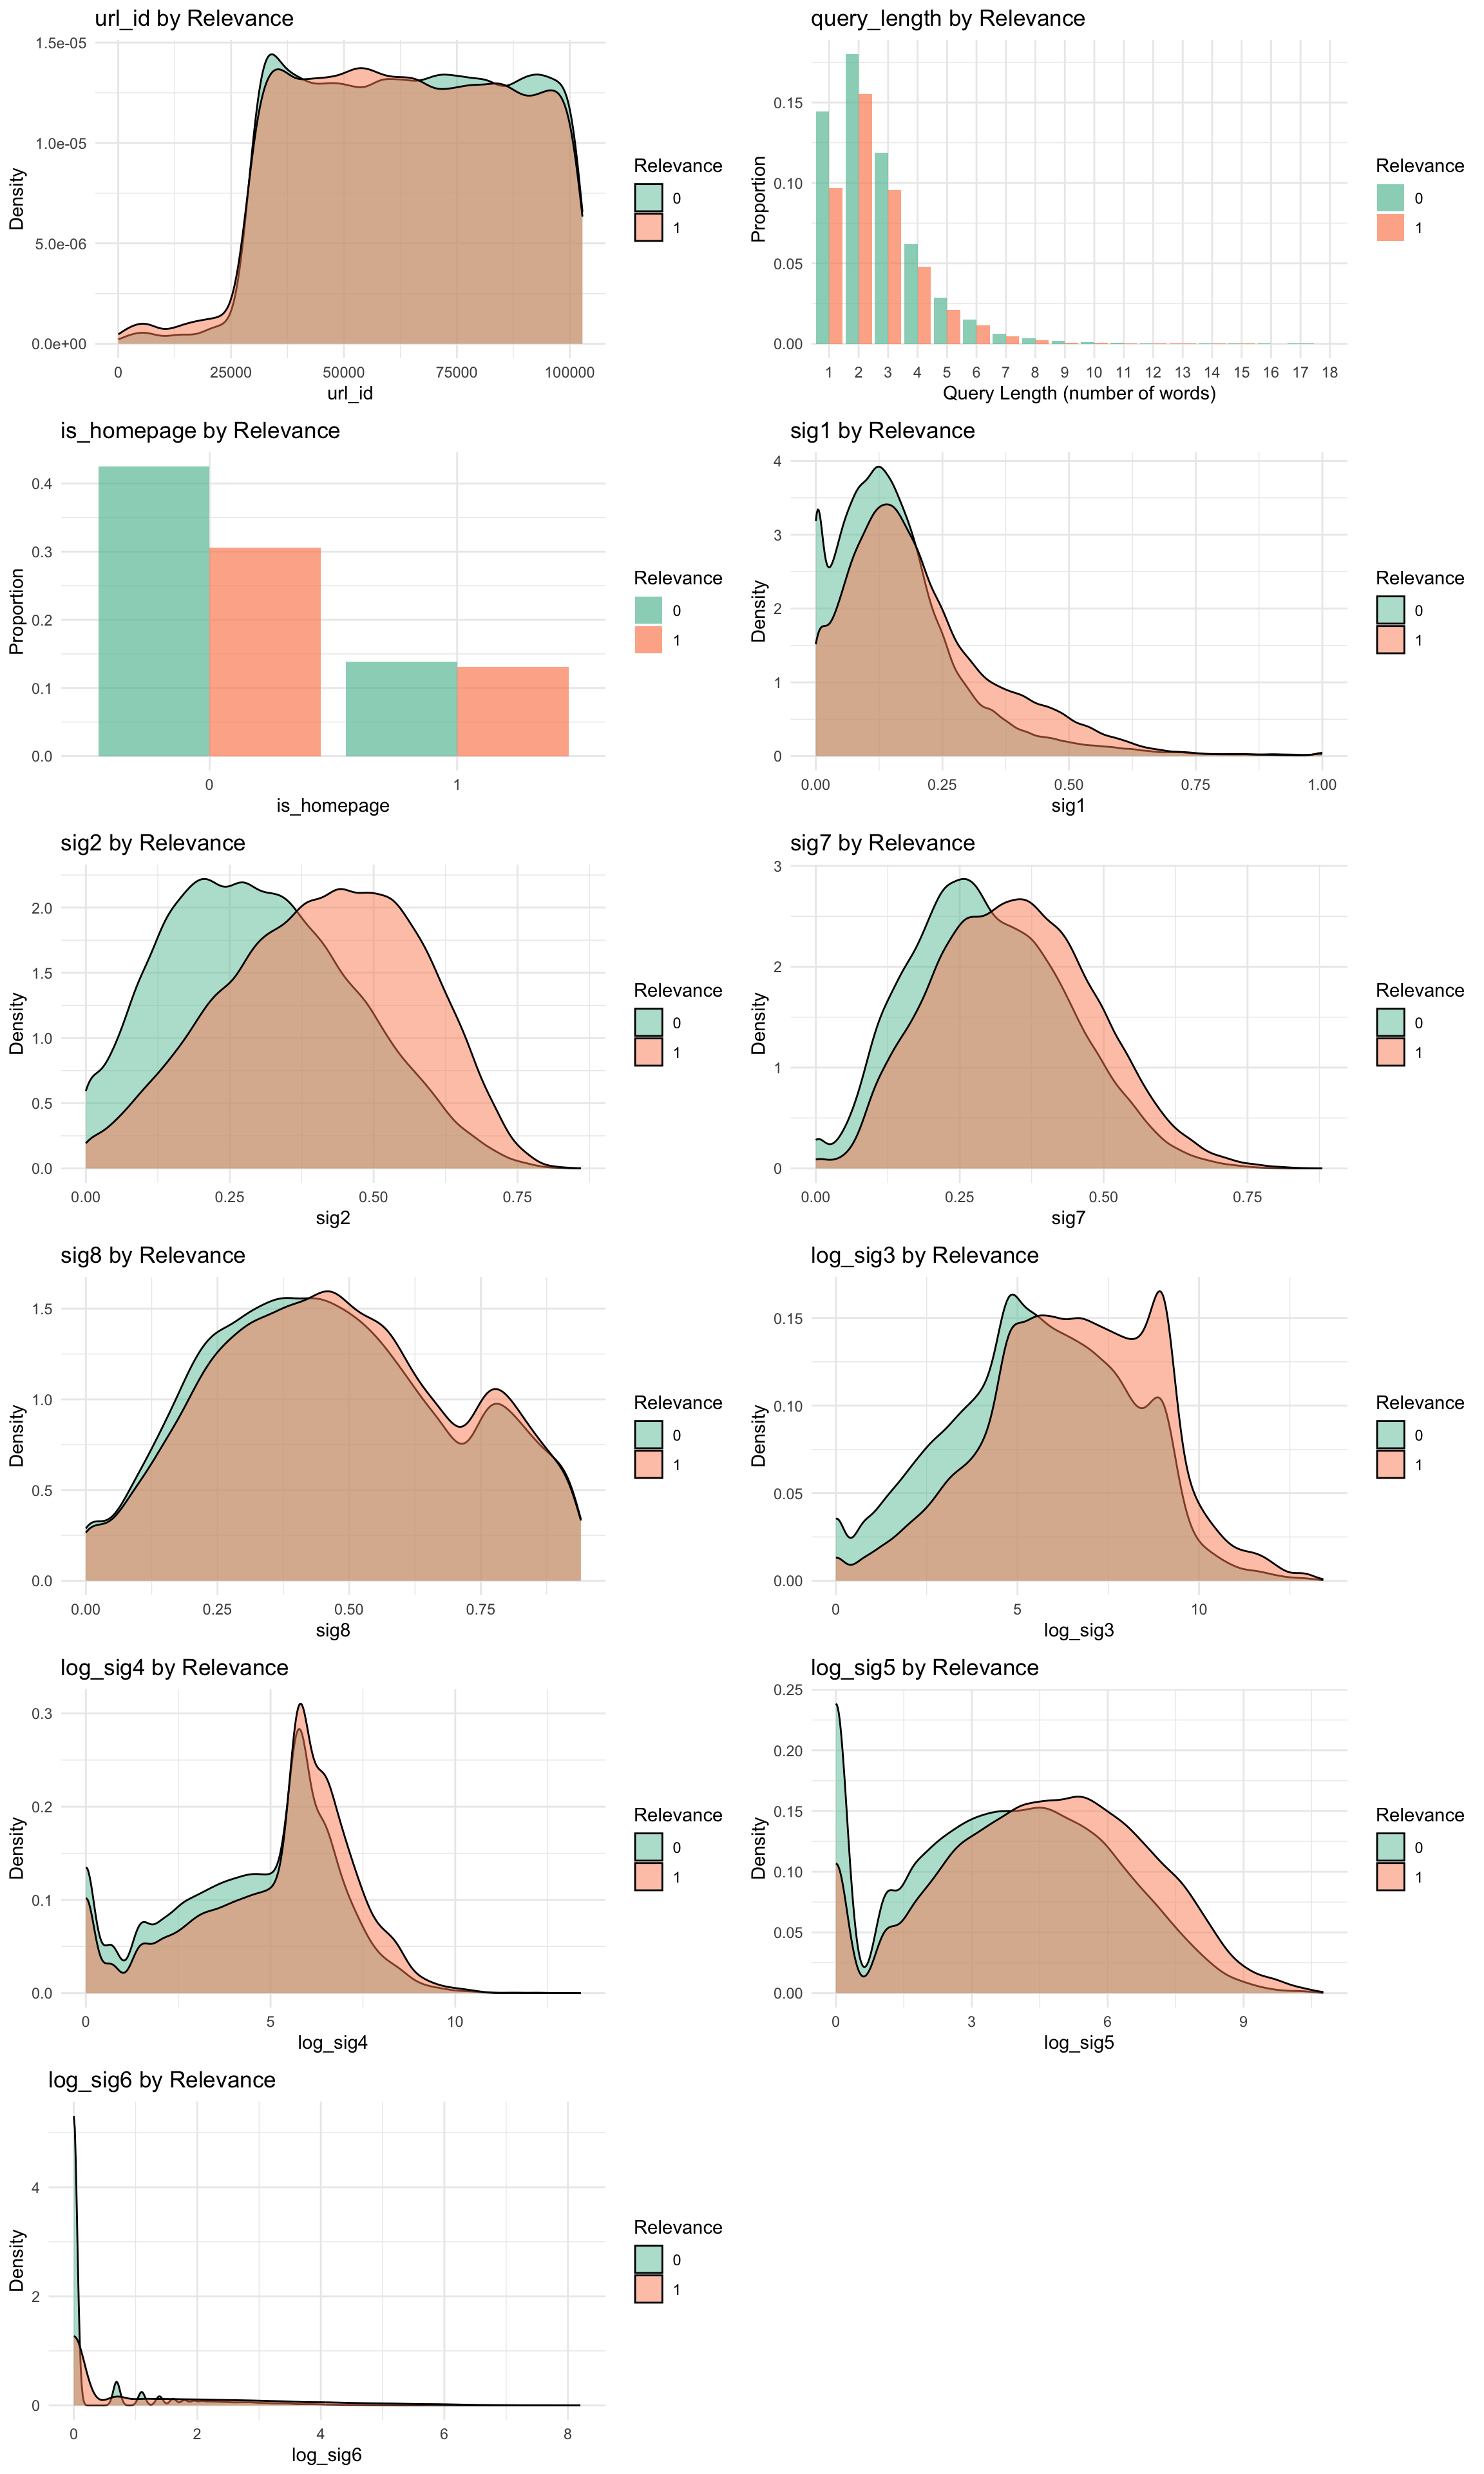 url_id by Relevance
1.5e-05
1.0e-05
5.0e-06
0.0e+00
Density
0 25000 50000 75000 100000
url_id
Relevance
0
1
query_length by Relevance
0.15
0.10
0.05
0.00
Proportion
1 2 3 4 5 6 7 8 9 10 11 12 13 14 15 16 17 18
Query Length (number of words)
Relevance
0
1
is_homepage by Relevance
0.4
0.3
0.2
0.1
0.0
Proportion
0 1
is_homepage
Relevance
0
1
sig1 by Relevance
4
3
2
1
0
Density
0.00 0.25 0.50 0.75 1.00
sig1
Relevance
0
1
sig2 by Relevance
2.0
1.5
1.0
0.5
0.0
Density
0.00 0.25 0.50 0.75
sig2
Relevance
0
1
sig7 by Relevance
3
2
1
0
Density
0.00 0.25 0.50 0.75
sig7
Relevance
0
1
sig8 by Relevance
1.5
1.0
0.5
0.0
Density
0.00 0.25 0.50 0.75
sig8
Relevance
0
1
log_sig3 by Relevance
0.15
0.10
0.05
0.00
Density
0 5 10
log_sig3
Relevance
0
1
log_sig4 by Relevance
0.3
0.2
0.1
0.0
Density
0 5 10
log_sig4
Relevance
0
1
log_sig5 by Relevance
0.25
0.20
0.15
0.10
0.05
0.00
Density
0 3 6 9
log_sig5
Relevance
0
1
log_sig6 by Relevance
4
2
0
Density
0 2 4 6 8
log_sig6
Relevance
0
1